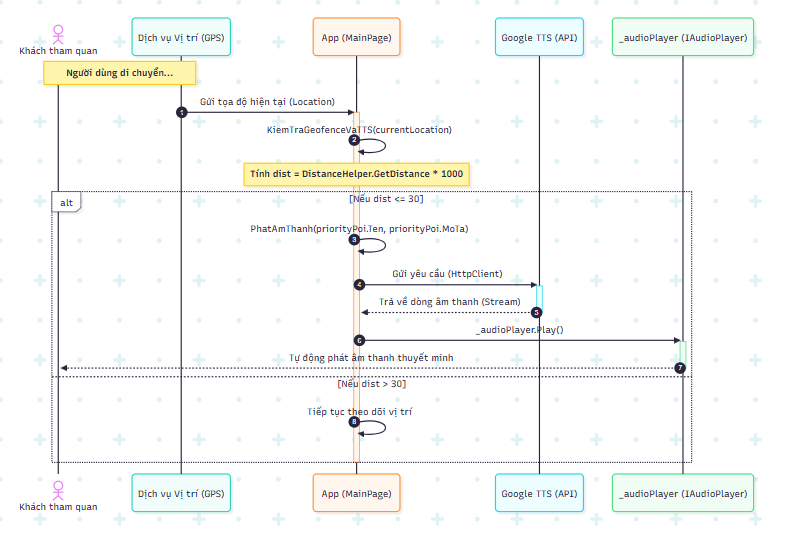 Khách tham quan
Dịch vụ Vị trí (GPS)
App (MainPage)
Google TTS (API)
_audioPlayer (IAudioPlayer)
Người dùng di chuyển...
Gửi tọa độ hiện tại (Location)
1
KiemTraGeofenceVaTTS(currentLocation)
2
Tính dist = DistanceHelper.GetDistance * 1000
alt
[Nếu dist <= 30]
PhatAmThanh(priorityPoi.Ten, priorityPoi.MoTa)
3
Gửi yêu cầu (HttpClient)
4
Trả về dòng âm thanh (Stream)
5
_audioPlayer.Play()
6
Tự động phát âm thanh thuyết minh
7
[Nếu dist > 30]
Tiếp tục theo dõi vị trí
8
Khách tham quan
Dịch vụ Vị trí (GPS)
App (MainPage)
Google TTS (API)
_audioPlayer (IAudioPlayer)